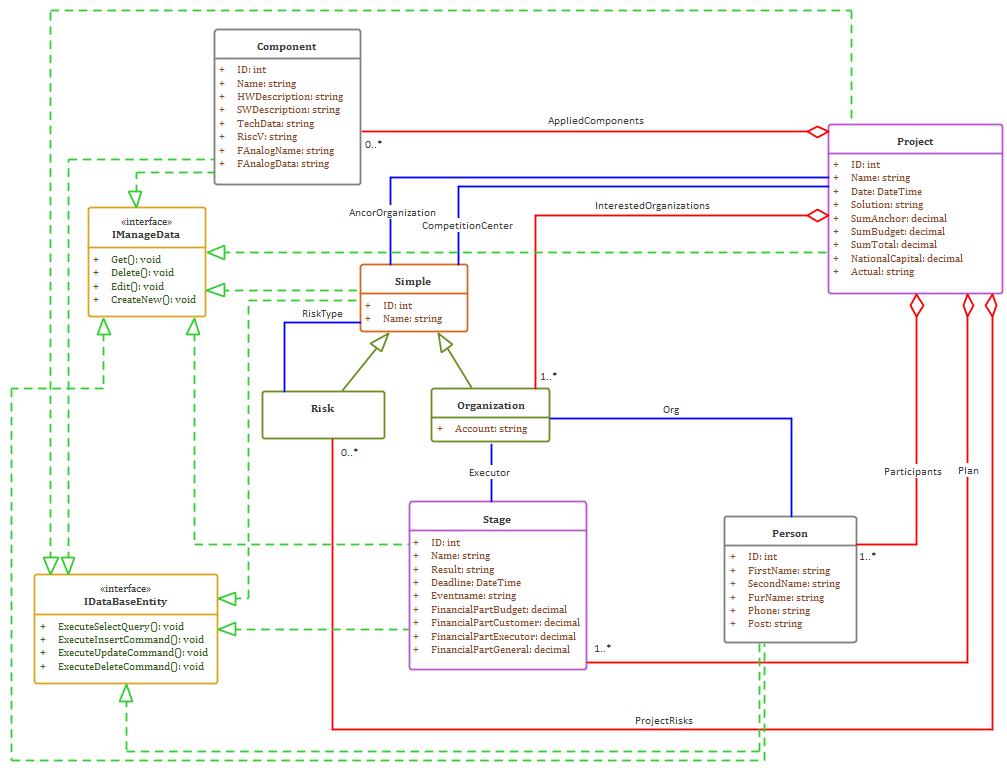 Component
+ ID: int
+ Name: string
+ HWDescription: string
+ SWDescription: string
+ TechData: string
+ RiscV: string
+ FAnalogName: string
+ FAnalogData: string
AppliedComponents
0..*
Project
+ ID: int
+ Name: string
+ Date: DateTime
+ Solution: string
+ SumAnchor: decimal
+ SumBudget: decimal
+ SumTotal: decimal
+ NationalCapital: decimal
+ Actual: string
«interface»
IManageData
+ Get(): void
+ Delete(): void
+ Edit(): void
+ CreateNew(): void
AncorOrganization
CompetitionCenter
InterestedOrganizations
Simple
+ ID: int
+ Name: string
RiskType
1..*
Risk
Organization
+ Account: string
Org
0..*
Executor
Participants
Plan
Stage
+ ID: int
+ Name: string
+ Result: string
+ Deadline: DateTime
+ Eventname: string
+ FinancialPartBudget: decimal
+ FinancialPartCustomer: decimal
+ FinancialPartExecutor: decimal
+ FinancialPartGeneral: decimal
Person
+ ID: int
+ FirstName: string
+ SecondName: string
+ FurName: string
+ Phone: string
+ Post: string
1..*
«interface»
IDataBaseEntity
+ ExecuteSelectQuery(): void
+ ExecuteInsertCommand(): void
+ ExecuteUpdateCommand(): void
+ ExecuteDeleteCommand(): void
1..*
ProjectRisks